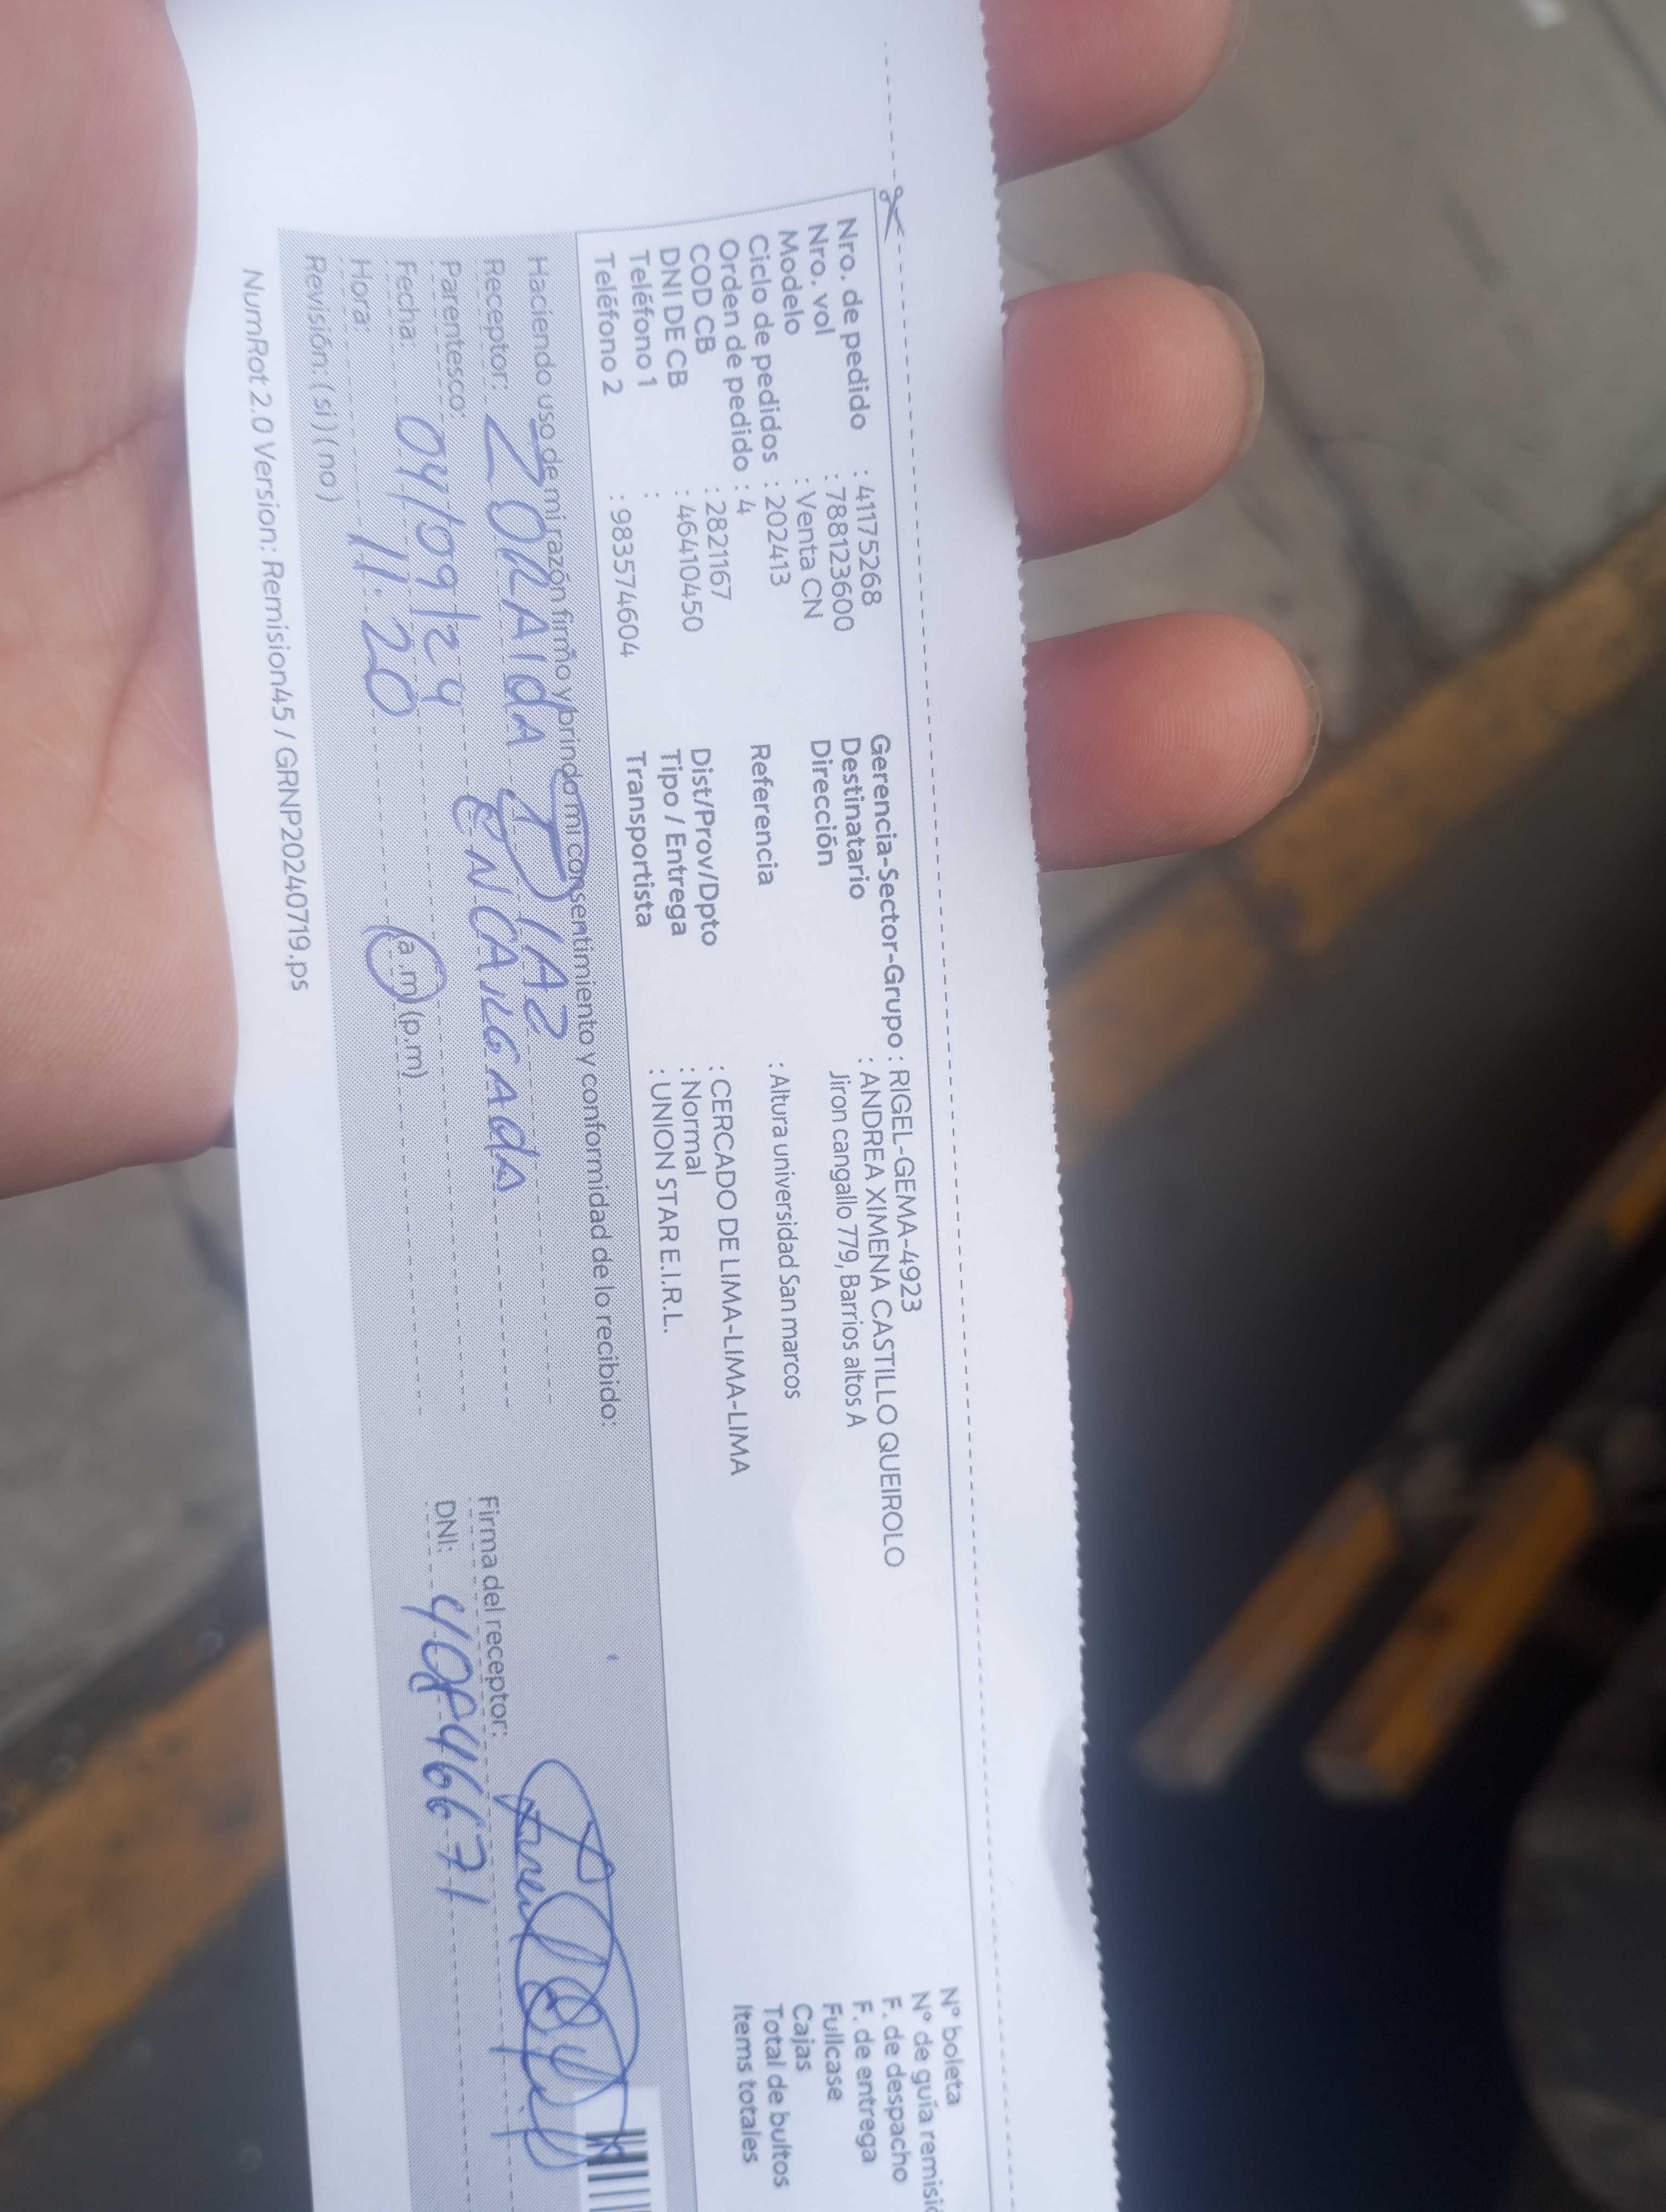 Nro. de pedido : 41175268
Nro. vol : 788123600
Modelo : Venta CN
Ciclo de pedidos : 202413
Orden de pedido : 4
COD CB : 2821167
DNI DE CB : 46410450
Teléfono 1 :
Teléfono 2 : 983574604
Gerencia-Sector-Grupo : RIGEL-GEMA-4923
Destinatario : ANDREA XIMENA CASTILLO QUEIROLO
Dirección Jiron cangallo 779, Barrios altos A
Referencia : Altura universidad San marcos
Dist/Prov/Dpto : CERCADO DE LIMA-LIMA-LIMA
Tipo / Entrega : Normal
Transportista : UNION STAR E.I.R.L.
N° boleta
N° de guía remisi
F. de despacho
F. de entrega
Fullcase
Cajas
Total de bultos
Items totales
Haciendo uso de mi razón firmo y brindo mi consentimiento y conformidad de lo recibido:
Receptor: ZORAIDA DIAZ
Parentesco: ENCARGADA
Fecha: 04/09/24
Hora: 11:20 (a.m) (p.m)
Revisión: (si) (no)
Firma del receptor:
DNI: 40846671
NumRot 2.0 Version: Remision45 / GRNP20240719.ps